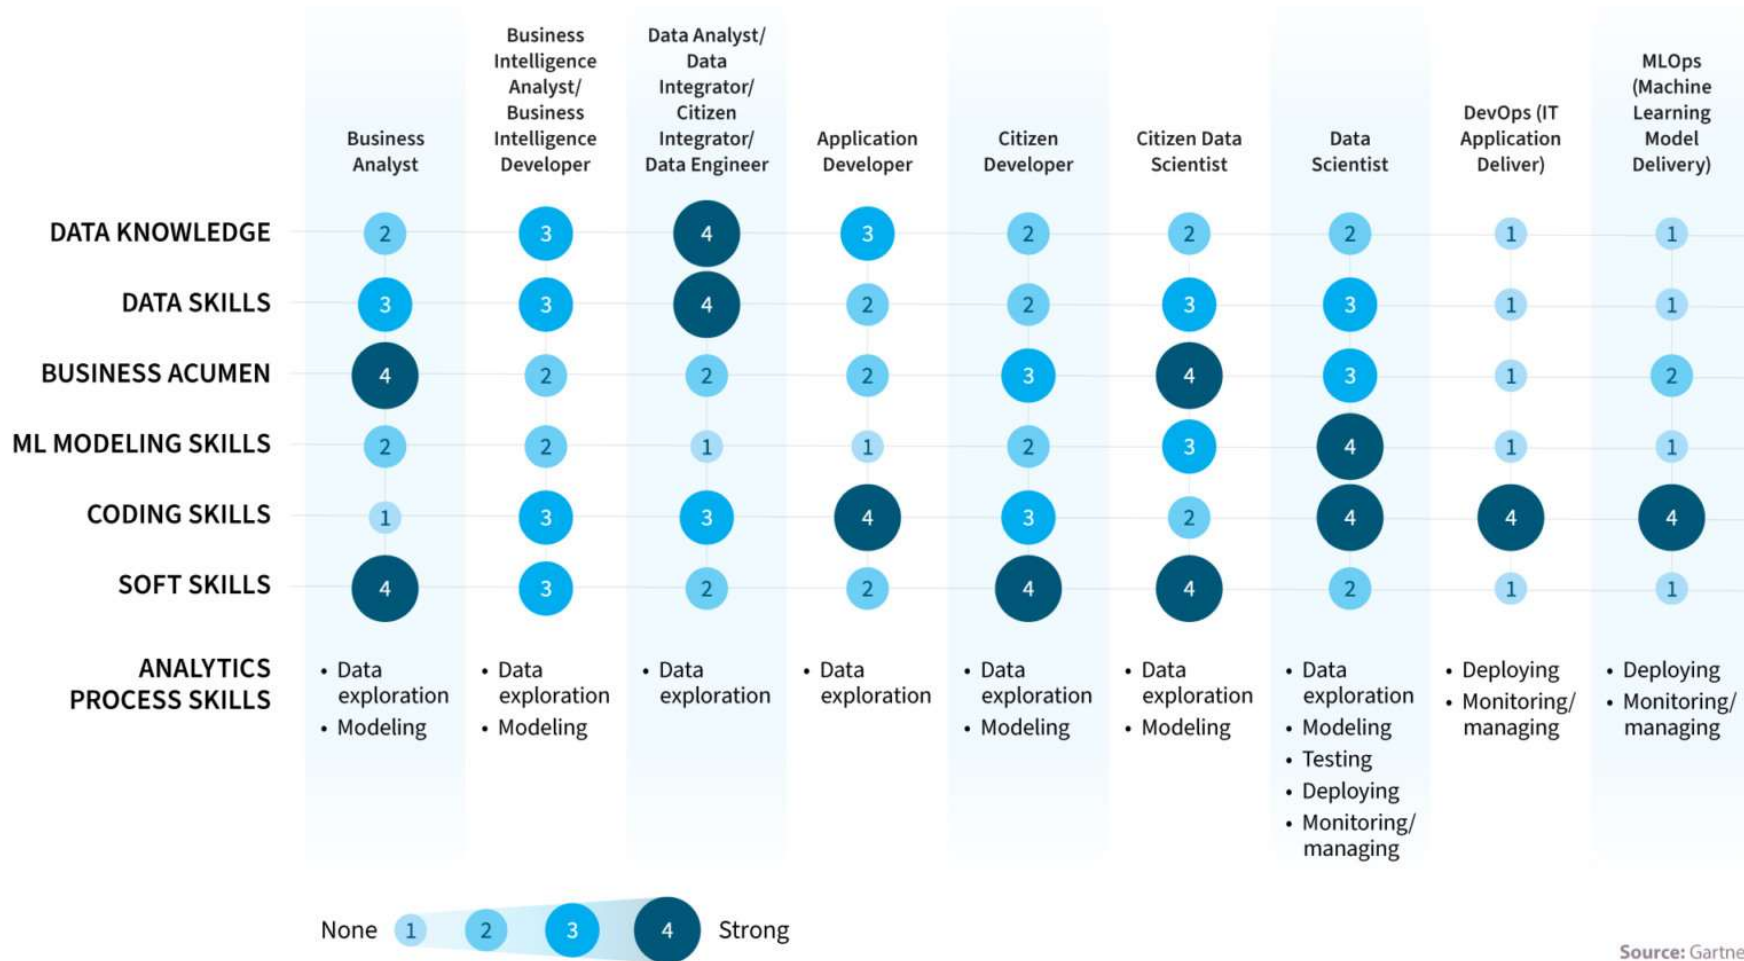 Business
Analyst
Business
Intelligence
Analyst/
Business
Intelligence
Developer
Data Analyst/
Data
Integrator/
Citizen
Integrator/
Data Engineer
Application
Developer
Citizen
Developer
Citizen Data
Scientist
Data
Scientist
DevOps (IT
Application
Deliver)
MLOps
(Machine
Learning
Model
Delivery)
DATA KNOWLEDGE 2 3 4 3 2 2 2 1 1
DATA SKILLS 3 3 4 2 2 3 3 1 1
BUSINESS ACUMEN 4 2 2 2 3 4 3 1 2
ML MODELING SKILLS 2 2 1 1 2 3 4 1 1
CODING SKILLS 1 3 3 4 3 2 4 4 4
SOFT SKILLS 4 3 2 2 4 4 2 1 1
ANALYTICS
PROCESS SKILLS
• Data
exploration
• Modeling
• Data
exploration
• Modeling
• Data
exploration
• Data
exploration
• Data
exploration
• Modeling
• Data
exploration
• Modeling
• Data
exploration
• Modeling
• Testing
• Deploying
• Monitoring/
managing
• Deploying
• Monitoring/
managing
• Deploying
• Monitoring/
managing
None 1 2 3 4 Strong
Source: Gartne